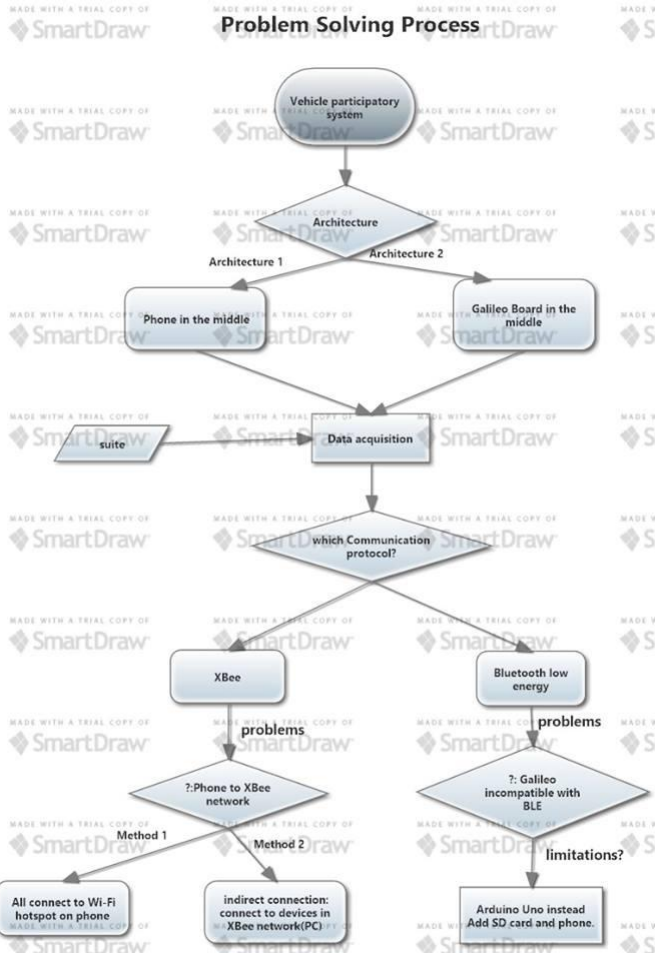 Problem Solving Process
Vehicle participatory
system
Architecture
Architecture 1
Architecture 2
Phone in the middle
Galileo Board in the
middle
suite
Data acquisition
which Communication
protocol?
XBee
Bluetooth low
energy
problems
problems
?:Phone to XBee
network
?: Galileo
incompatible with
BLE
Method 1
Method 2
limitations?
All connect to Wi-Fi
hotspot on phone
indirect connection:
connect to devices in
XBee network(PC)
Arduino Uno instead
Add SD card and phone.
MADE WITH A TRIAL COPY OF
SmartDraw